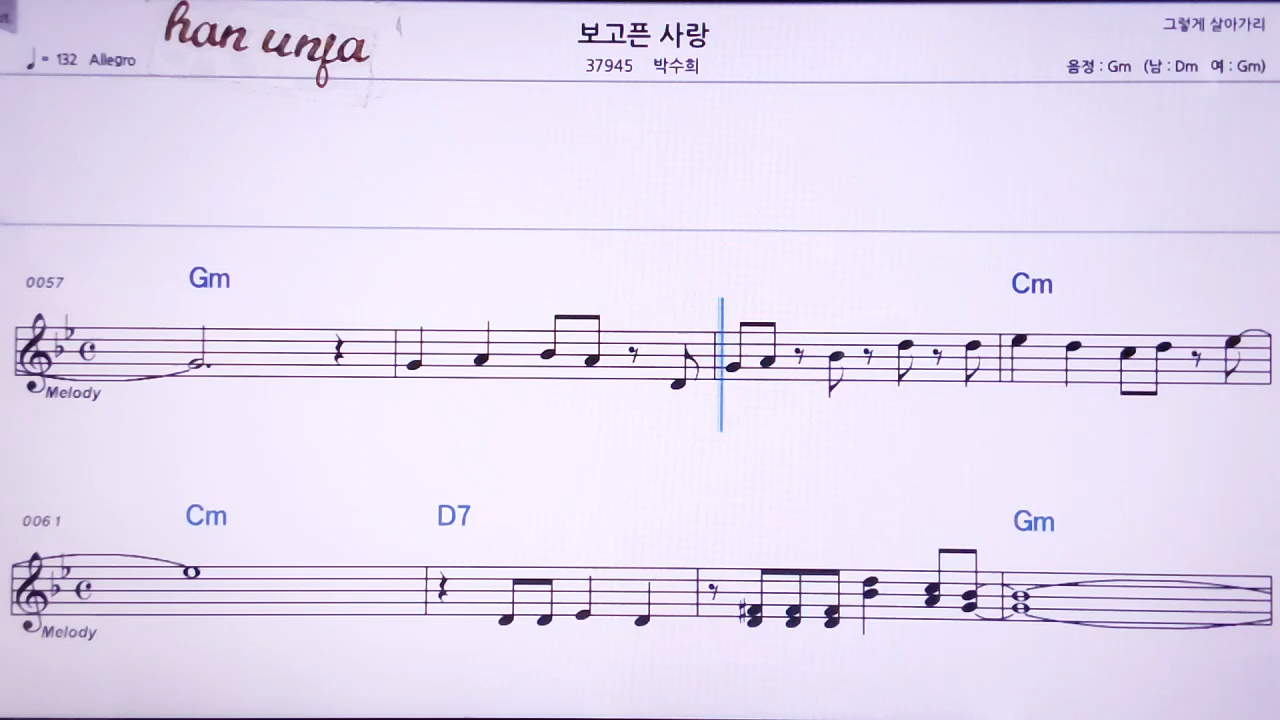 han unja
보고픈 사랑
그렇게 살아가리
= 132 Allegro
37945 박수희
음정 : Gm (남 : Dm 여 : Gm)
0057 Gm Cm
Melody
0061 Cm D7 Gm
Melody